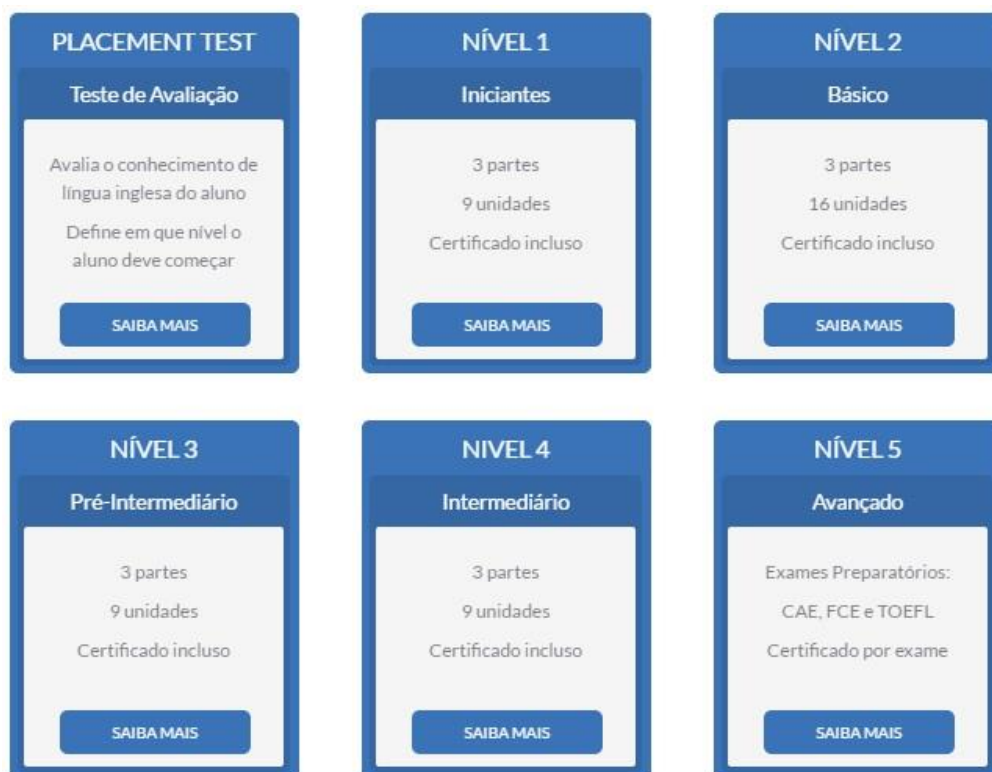 PLACEMENT TEST
Teste de Avaliação
Avalia o conhecimento de
língua inglesa do aluno
Define em que nível o
aluno deve começar
SAIBA MAIS
NÍVEL 1
Iniciantes
3 partes
9 unidades
Certificado incluso
SAIBA MAIS
NÍVEL 2
Básico
3 partes
16 unidades
Certificado incluso
SAIBA MAIS
NÍVEL 3
Pré-Intermediário
3 partes
9 unidades
Certificado incluso
SAIBA MAIS
NIVEL 4
Intermediário
3 partes
9 unidades
Certificado incluso
SAIBA MAIS
NÍVEL 5
Avançado
Exames Preparatórios:
CAE, FCE e TOEFL
Certificado por exame
SAIBA MAIS